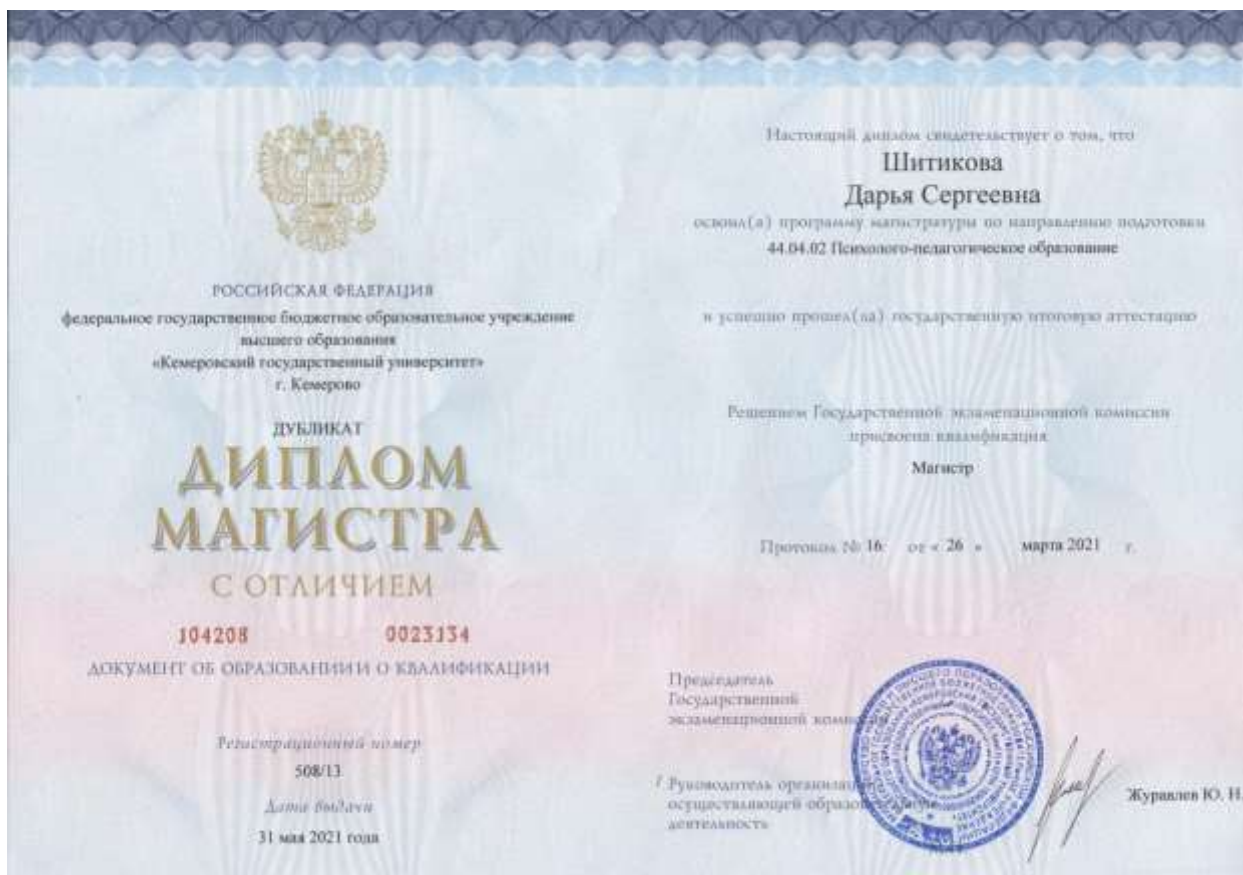 РОССИЙСКАЯ ФЕДЕРАЦИЯ
федеральное государственное бюджетное образовательное учреждение
высшего образования
«Кемеровский государственный университет»
г. Кемерово
ДУБЛИКАТ
ДИПЛОМ
МАГИСТРА
С ОТЛИЧИЕМ
104208 0023134
ДОКУМЕНТ ОБ ОБРАЗОВАНИИ И О КВАЛИФИКАЦИИ
Регистрационный номер
508/13
Дата выдачи
31 мая 2021 года
Настоящий диплом свидетельствует о том, что
Шитикова
Дарья Сергеевна
освоил(а) программу магистратуры по направлению подготовки
44.04.02 Психолого-педагогическое образование
и успешно прошел(ла) государственную итоговую аттестацию
Решением Государственной экзаменационной комиссии
присвоена квалификация
Магистр
Протокол № 16 от « 26 » марта 2021 г.
Председатель
Государственной
экзаменационной
Руководитель
осуществляющей
деятельность
Журавлев Ю. Н.